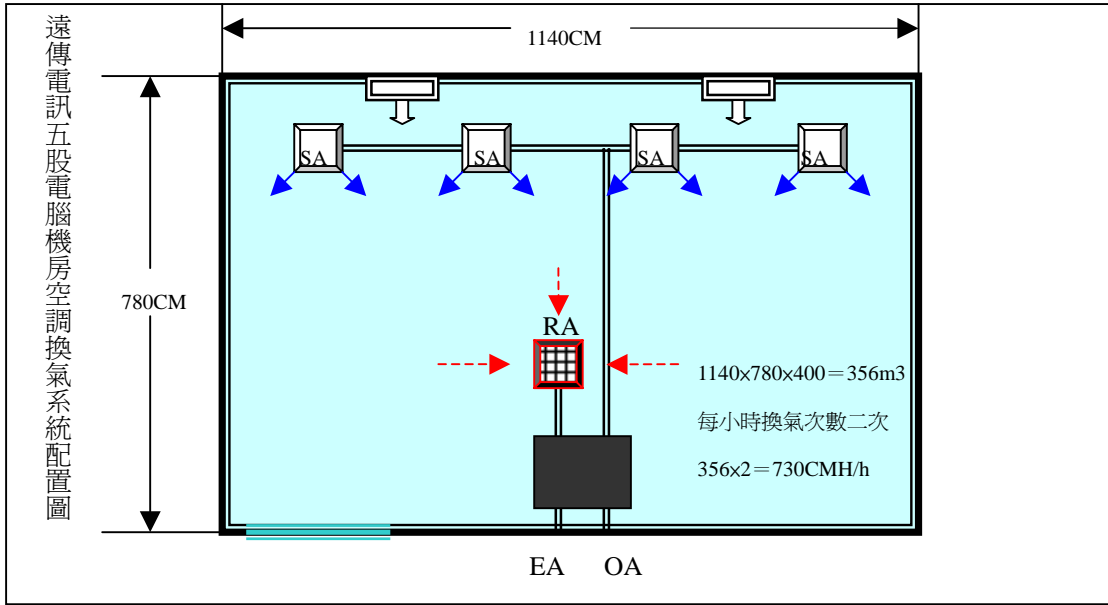 遠傳電訊五股電腦機房空調換氣系統配置圖
1140CM
780CM
SA
SA
SA
SA
RA
1140x780x400＝356m3
每小時換氣次數二次
356x2＝730CMH/h
EA
OA